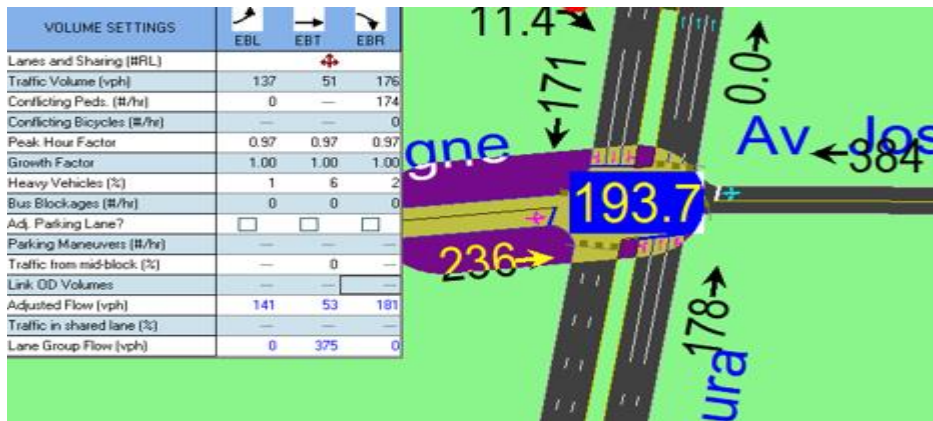 VOLUME SETTINGS EBL EBT EBR
Lanes and Sharing (#RL)
Traffic Volume (vph) 137 51 176
Conflicting Peds. (#/hr) 0 — 174
Conflicting Bicycles (#/hr) — — 0
Peak Hour Factor 0.97 0.97 0.97
Growth Factor 1.00 1.00 1.00
Heavy Vehicles (%) 1 6 2
Bus Blockages (#/hr) 0 0 0
Adj. Parking Lane?
Parking Maneuvers (#/hr) — — —
Traffic from mid-block (%) — 0 —
Link OD Volumes — — —
Adjusted Flow (vph) 141 53 181
Traffic in shared lane (%) — — —
Lane Group Flow (vph) 0 375 0
11.4
171
0.0
gne
Av Jos
384
193.7
236
178
ura